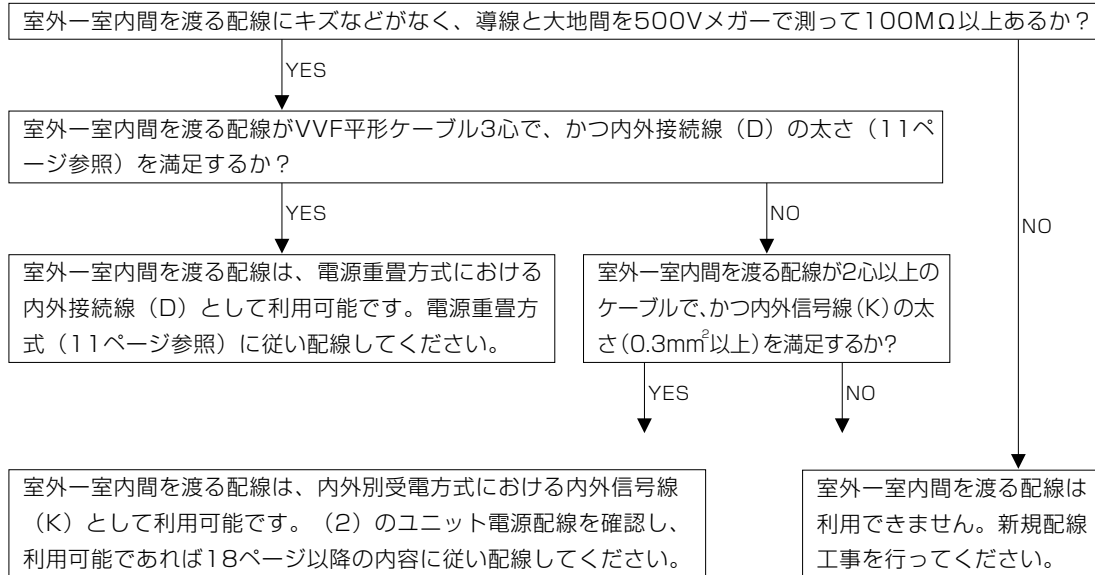 室外ー室内間を渡る配線にキズなどがなく、導線と大地間を500Vメガーで測って100MΩ以上あるか？
YES
室外ー室内間を渡る配線がVVF平形ケーブル3心で、かつ内外接続線（D）の太さ（11ペ
ージ参照）を満足するか？
YES
NO
NO
室外ー室内間を渡る配線は、電源重畳方式における
内外接続線（D）として利用可能です。電源重畳方
式（11ページ参照）に従い配線してください。
室外ー室内間を渡る配線が2心以上の
ケーブルで、かつ内外信号線（K）の太
さ（0.3mm²以上）を満足するか?
YES
NO
室外ー室内間を渡る配線は、内外別受電方式における内外信号線
（K）として利用可能です。（2）のユニット電源配線を確認し、
利用可能であれば18ページ以降の内容に従い配線してください。
室外ー室内間を渡る配線は
利用できません。新規配線
工事を行ってください。